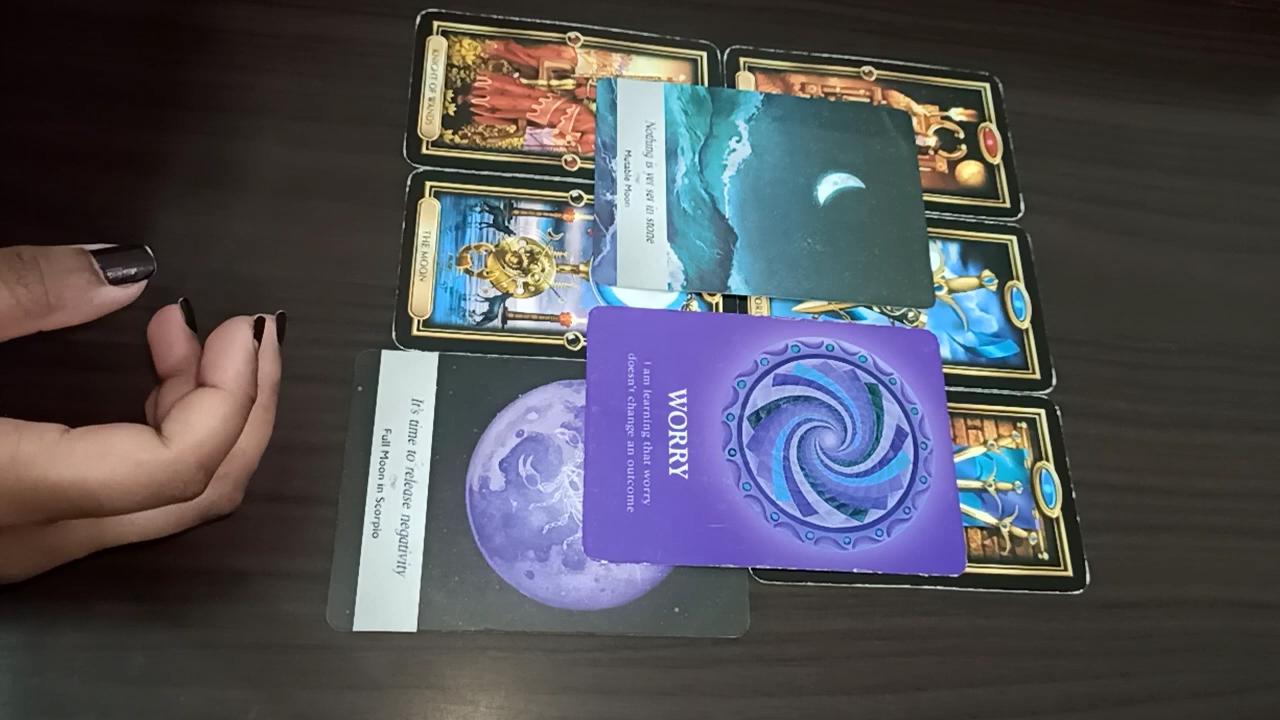 KNIGHT OF WANDS
Nothing is yet set in stone
Mutable Moon
THE MOON
WORRY
I am learning that worry
doesn't change an outcome
It's time to release negativity
Full Moon in Scorpio